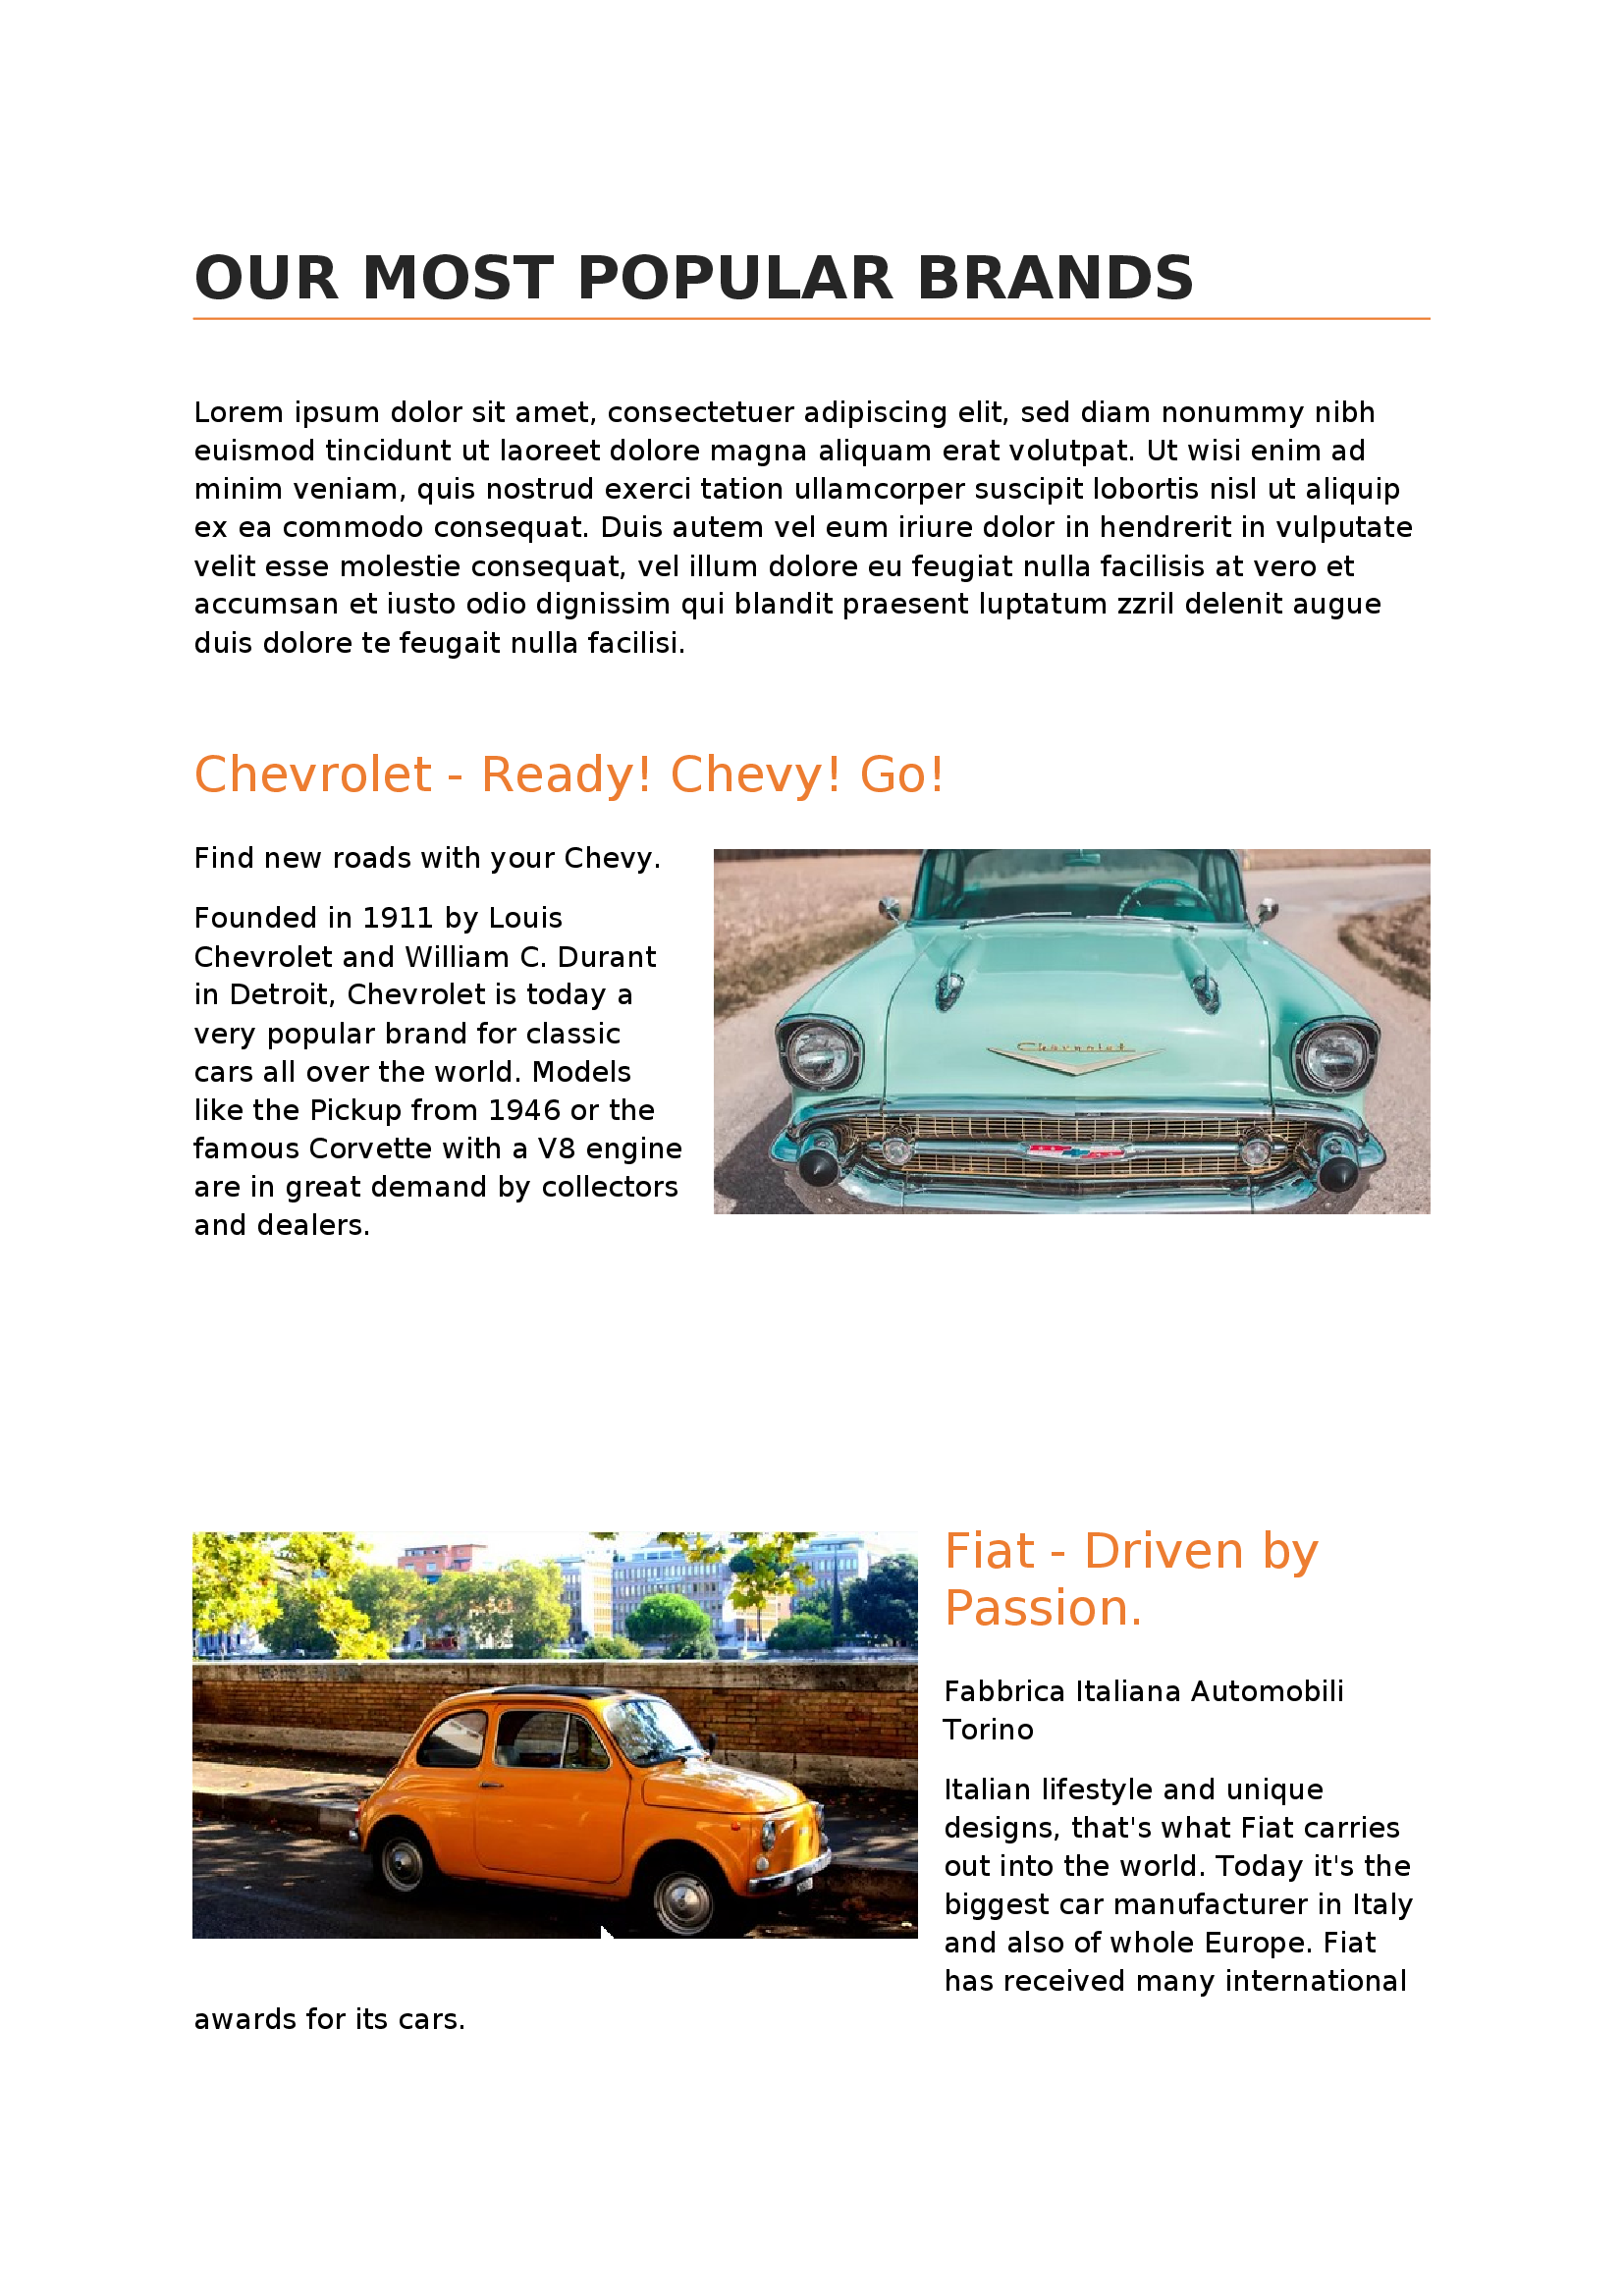 OUR MOST POPULAR BRANDS
Lorem ipsum dolor sit amet, consectetuer adipiscing elit, sed diam nonummy nibh
euismod tincidunt ut laoreet dolore magna aliquam erat volutpat. Ut wisi enim ad
minim veniam, quis nostrud exerci tation ullamcorper suscipit lobortis nisl ut aliquip
ex ea commodo consequat. Duis autem vel eum iriure dolor in hendrerit in vulputate
velit esse molestie consequat, vel illum dolore eu feugiat nulla facilisis at vero et
accumsan et iusto odio dignissim qui blandit praesent luptatum zzril delenit augue
duis dolore te feugait nulla facilisi.
Chevrolet - Ready! Chevy! Go!
Find new roads with your Chevy.
Founded in 1911 by Louis
Chevrolet and William C. Durant
in Detroit, Chevrolet is today a
very popular brand for classic
cars all over the world. Models
like the Pickup from 1946 or the
famous Corvette with a V8 engine
are in great demand by collectors
and dealers.
Chevrolet
Fiat - Driven by
Passion.
Fabbrica Italiana Automobili
Torino
Italian lifestyle and unique
designs, that's what Fiat carries
out into the world. Today it's the
biggest car manufacturer in Italy
and also of whole Europe. Fiat
has received many international
awards for its cars.